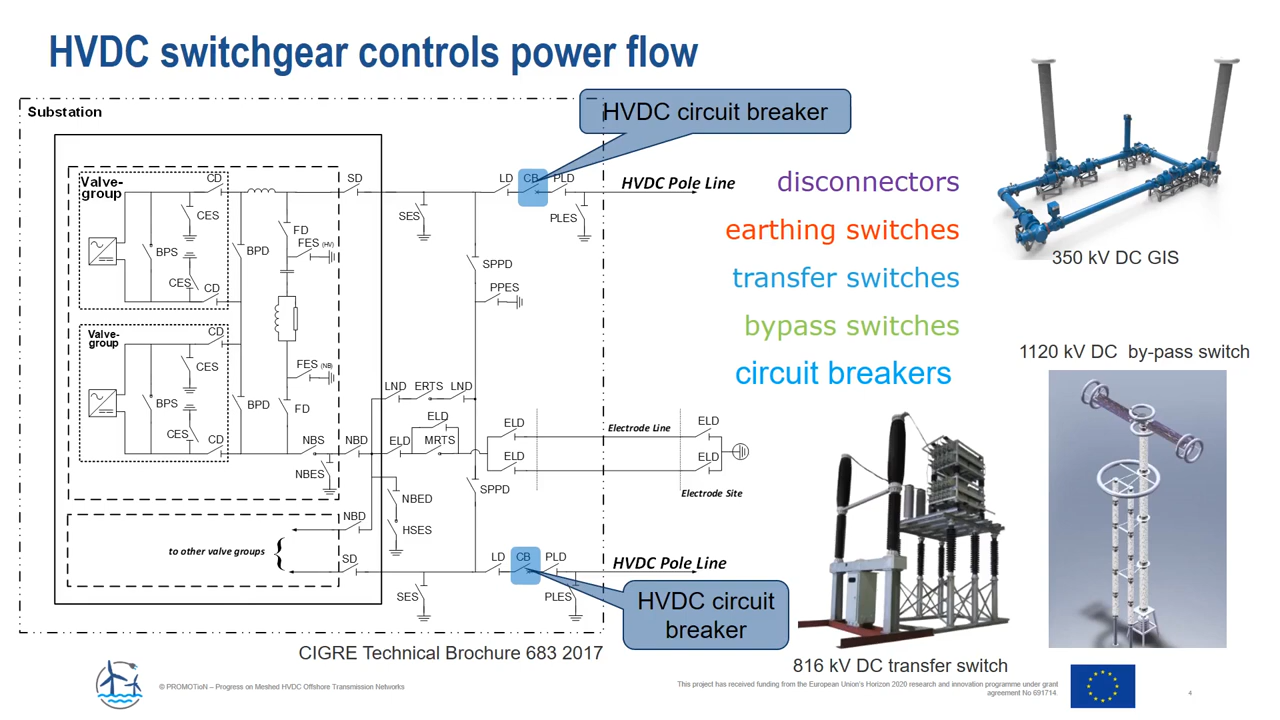 HVDC switchgear controls power flow
Substation
HVDC circuit breaker
Valve-
group
CD
SD
LD
CB
PLD
HVDC Pole Line
CES
SES
PLES
FD
BPS
BPD
FES (HV)
CES
CD
SPPD
PPES
Valve-
group
CD
CES
FES (NB)
BPS
BPD
FD
LND
ERTS
LND
CES
CD
NBS
NBD
ELD
ELD
MRTS
ELD
ELD
Electrode Line
ELD
ELD
NBES
SPPD
Electrode Site
NBED
NBD
HSES
to other valve groups
SD
LD
CB
PLD
HVDC Pole Line
SES
PLES
HVDC circuit
breaker
CIGRE Technical Brochure 683 2017
disconnectors
earthing switches
transfer switches
bypass switches
circuit breakers
350 kV DC GIS
1120 kV DC by-pass switch
816 kV DC transfer switch
© PROMOTioN – Progress on Meshed HVDC Offshore Transmission Networks
This project has received funding from the European Union's Horizon 2020 research and innovation programme under grant
agreement No 691714.
4